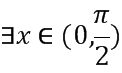 ∃x ∈ (0, π/2)